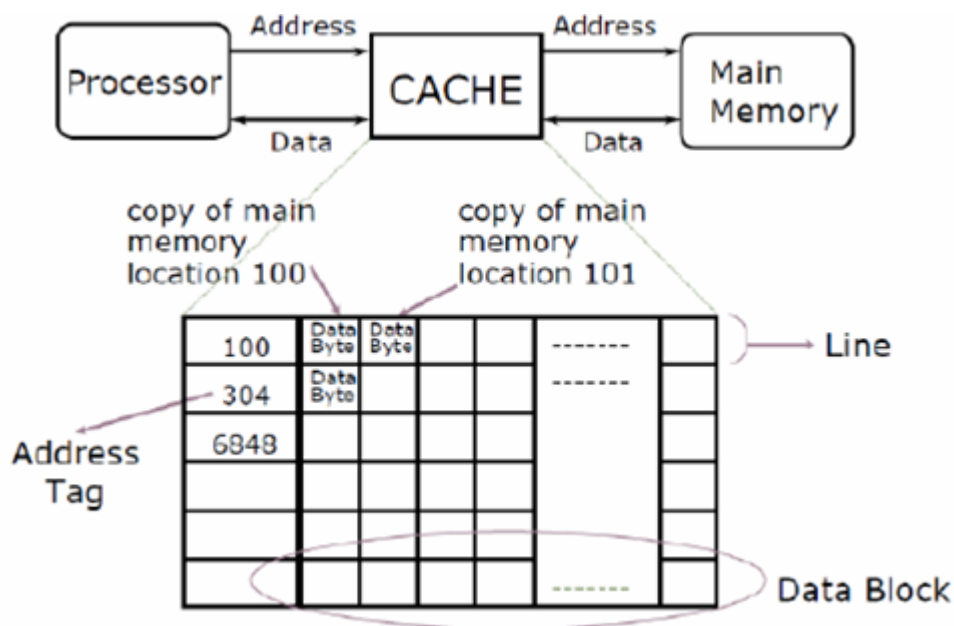 Address
Address
Processor
CACHE
Main
Memory
Data
Data
copy of main
memory
location 100
copy of main
memory
location 101
100
Data
Byte
Data
Byte
-------
Line
304
Data
Byte
-------
6848
Address
Tag
-------
Data Block